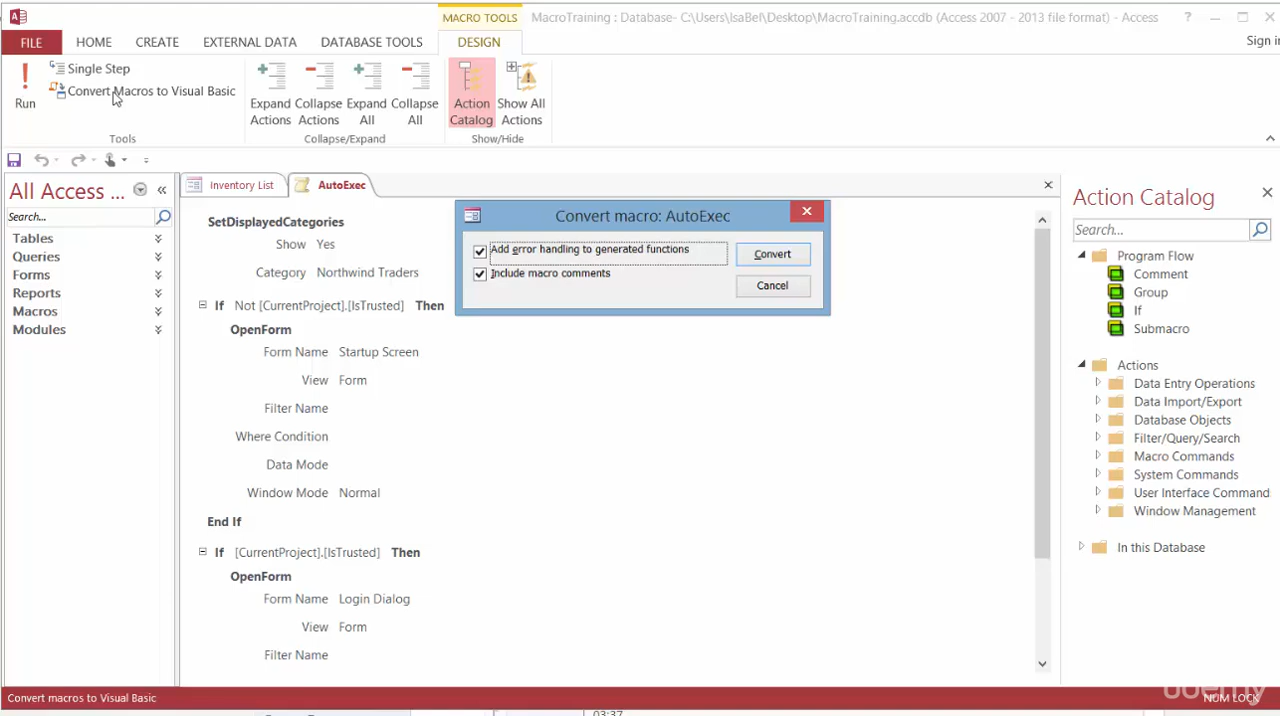 MACRO TOOLS
MacroTraining : Database- C:\Users\IsaBel\Desktop\MacroTraining.accdb (Access 2007 - 2013 file format) - Access
?
FILE
HOME
CREATE
EXTERNAL DATA
DATABASE TOOLS
DESIGN
Sign in
Run
Single Step
Convert Macros to Visual Basic
Expand Actions
Collapse Actions
Expand All
Collapse All
Action Catalog
Show All Actions
Tools
Collapse/Expand
Show/Hide
All Access ...
Search...
Tables
Queries
Forms
Reports
Macros
Modules
Inventory List
AutoExec
SetDisplayedCategories
Show Yes
Category Northwind Traders
If Not [CurrentProject].[IsTrusted] Then
OpenForm
Form Name Startup Screen
View Form
Filter Name
Where Condition
Data Mode
Window Mode Normal
End If
If [CurrentProject].[IsTrusted] Then
OpenForm
Form Name Login Dialog
View Form
Filter Name
Convert macro: AutoExec
Add error handling to generated functions
Include macro comments
Convert
Cancel
Action Catalog
Search...
Program Flow
Comment
Group
If
Submacro
Actions
Data Entry Operations
Data Import/Export
Database Objects
Filter/Query/Search
Macro Commands
System Commands
User Interface Command
Window Management
In this Database
Convert macros to Visual Basic
NUM LOCK
udemy
03:37